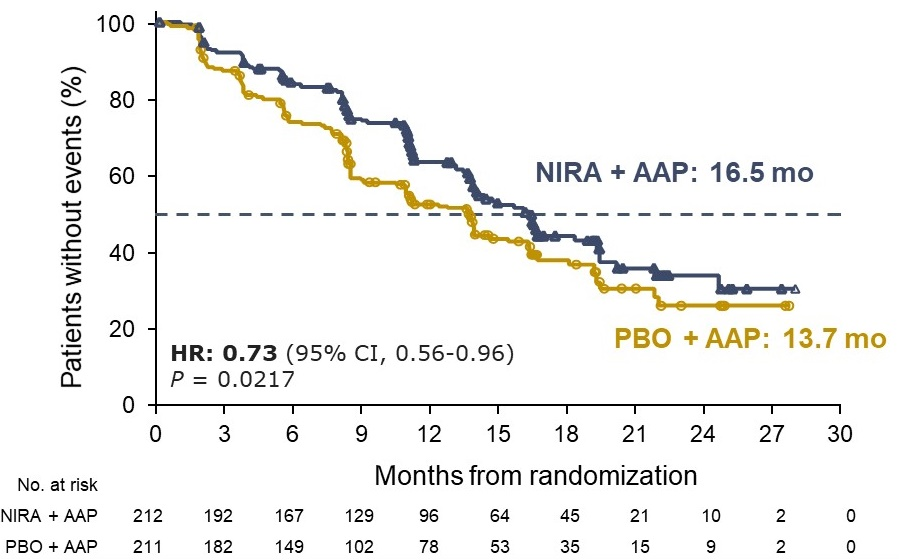 Patients without events (%)
100
80
60
40
20
0
NIRA + AAP: 16.5 mo
PBO + AAP: 13.7 mo
HR: 0.73 (95% CI, 0.56-0.96)
P = 0.0217
0 3 6 9 12 15 18 21 24 27 30
Months from randomization
No. at risk
NIRA + AAP 212 192 167 129 96 64 45 21 10 2 0
PBO + AAP 211 182 149 102 78 53 35 15 9 2 0